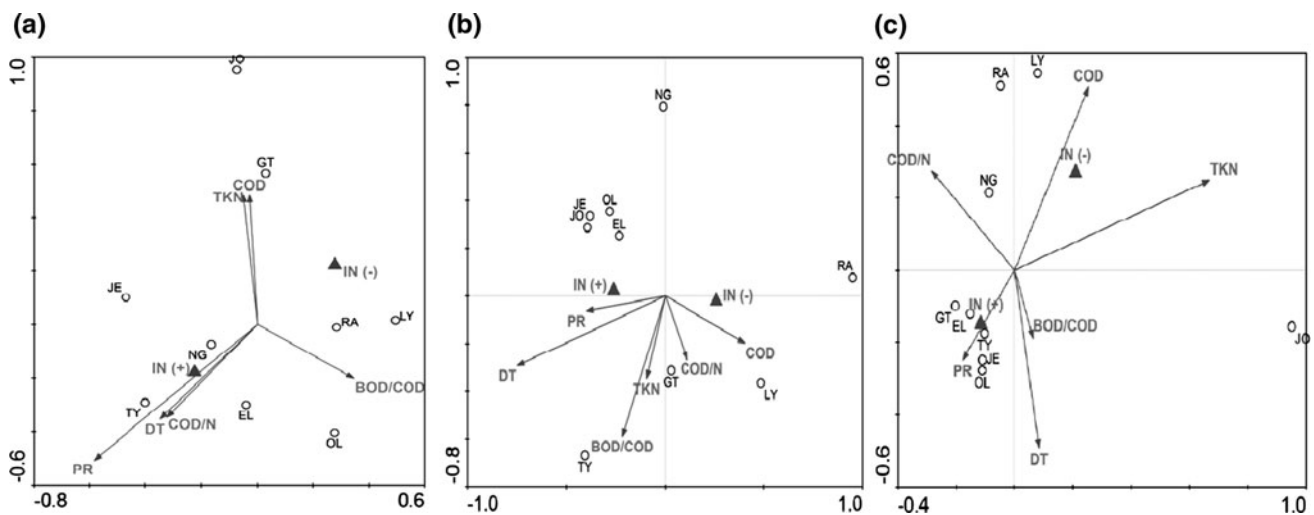 (a)
1.0
JO
GT
COD
TKN
IN (-)
JE
RA
LY
NG
IN (+)
BOD/COD
TY
EL
DT
COD/N
OL
PR
-0.6
-0.8
0.6
(b)
1.0
NG
OL
JE
JO
EL
RA
IN (+)
IN (-)
PR
COD
COD/N
DT
TKN
GT
LY
BOD/COD
TY
-0.8
-1.0
1.0
(c)
0.6
RA
LY
COD
IN (-)
COD/N
TKN
NG
IN (+)
GT
EL
BOD/COD
TY
JO
PR
JE
OL
DT
-0.6
-0.4
1.0